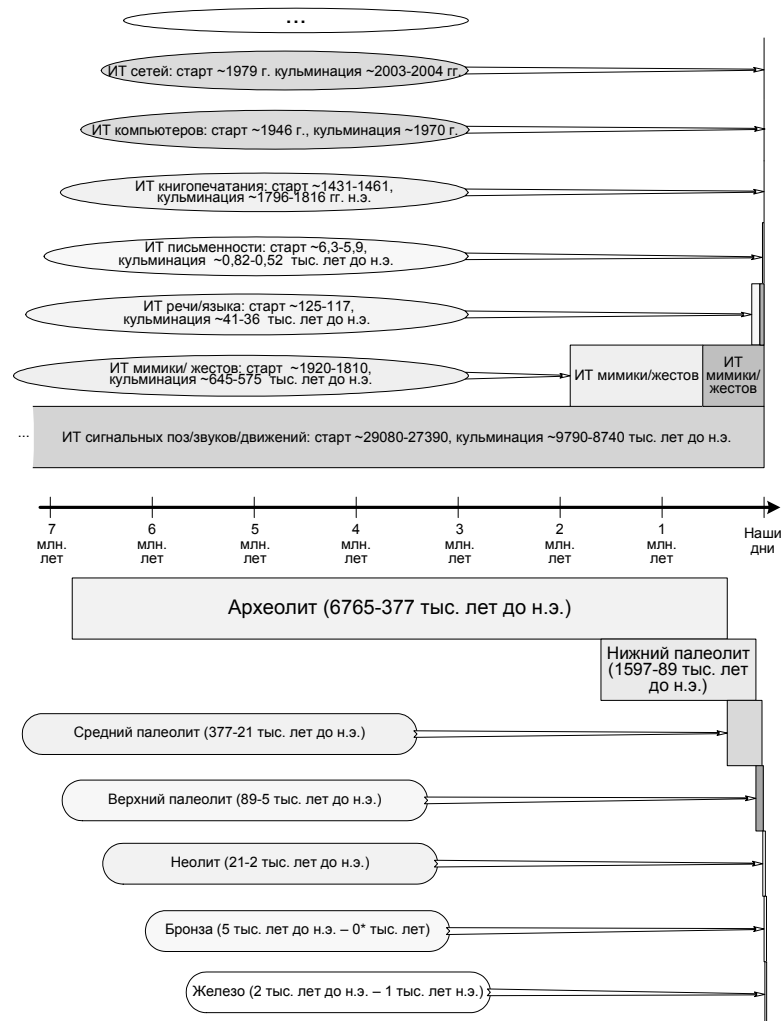 ...
ИТ сетей: старт ~1979 г. кульминация ~2003-2004 гг.
ИТ компьютеров: старт ~1946 г., кульминация ~1970 г.
ИТ книгопечатания: старт ~1431-1461,
кульминация ~1796-1816 гг. н.э.
ИТ письменности: старт ~6,3-5,9,
кульминация ~0,82-0,52 тыс. лет до н.э.
ИТ речи/языка: старт ~125-117,
кульминация ~41-36 тыс. лет до н.э.
ИТ мимики/ жестов: старт ~1920-1810,
кульминация ~645-575 тыс. лет до н.э.
ИТ мимики/жестов
ИТ
мимики/
жестов
...
ИТ сигнальных поз/звуков/движений: старт ~29080-27390, кульминация ~9790-8740 тыс. лет до н.э.
7
млн.
лет
6
млн.
лет
5
млн.
лет
4
млн.
лет
3
млн.
лет
2
млн.
лет
1
млн.
лет
Наши
дни
Археолит (6765-377 тыс. лет до н.э.)
Нижний палеолит
(1597-89 тыс. лет
до н.э.)
Средний палеолит (377-21 тыс. лет до н.э.)
Верхний палеолит (89-5 тыс. лет до н.э.)
Неолит (21-2 тыс. лет до н.э.)
Бронза (5 тыс. лет до н.э. – 0* тыс. лет)
Железо (2 тыс. лет до н.э. – 1 тыс. лет н.э.)